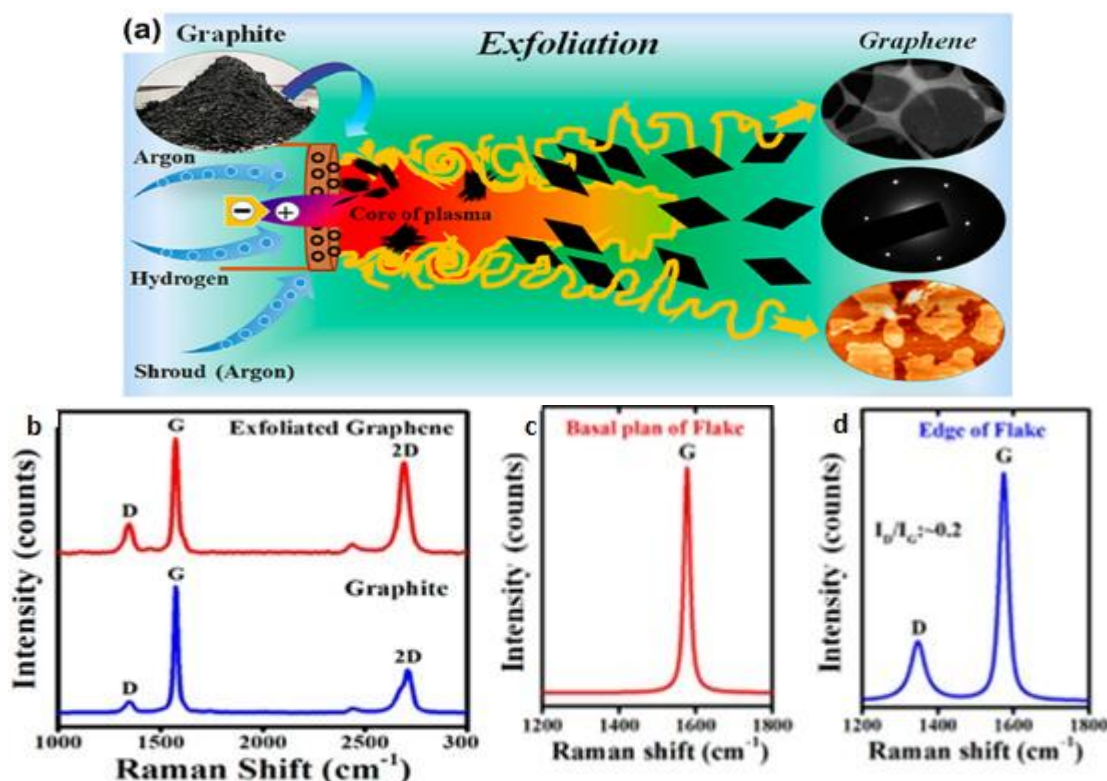 (a)
Graphite
Exfoliation
Graphene
Argon
− +
Core of plasma
Hydrogen
Shroud (Argon)
b
Exfoliated Graphene
D
G
2D
Graphite
D
G
2D
Intensity (counts)
1000 1500 2000 2500 300
Raman Shift (cm⁻¹)
c
Basal plan of Flake
G
Intensity (counts)
1200 1400 1600 1800
Raman shift (cm⁻¹)
d
Edge of Flake
G
I_D/I_G:~0.2
D
Intensity (counts)
1200 1400 1600 1800
Raman shift (cm⁻¹)